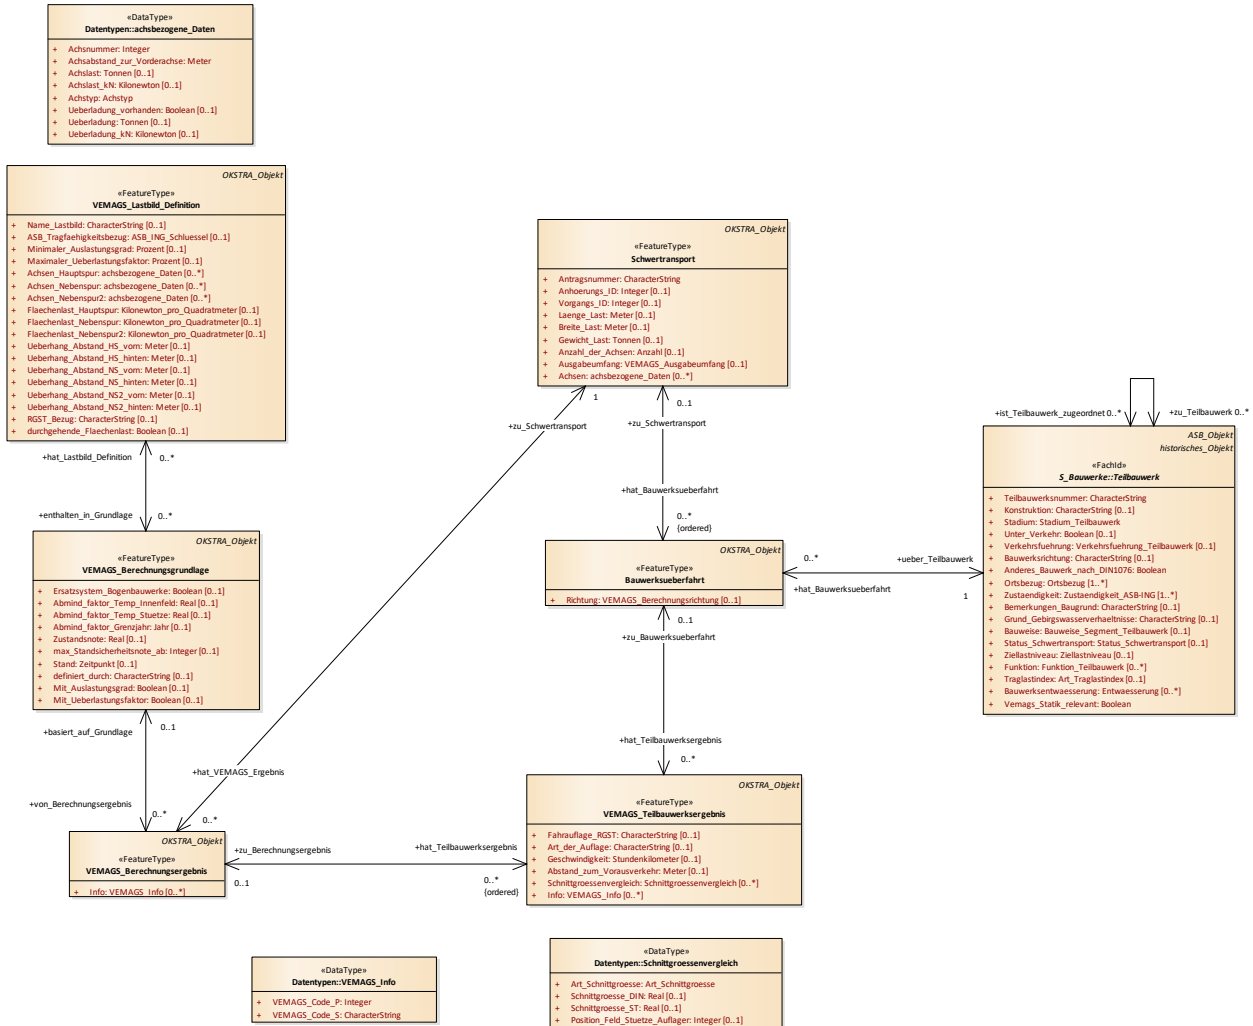 «DataType»
Datentypen::achsbezogene_Daten
+ Achsnummer: Integer
+ Achsabstand_zur_Vorderachse: Meter
+ Achslast: Tonnen [0..1]
+ Achslast_kN: Kilonewton [0..1]
+ Achstyp: Achstyp
+ Ueberladung_vorhanden: Boolean [0..1]
+ Ueberladung: Tonnen [0..1]
+ Ueberladung_kN: Kilonewton [0..1]
OKSTRA_Objekt
«FeatureType»
VEMAGS_Lastbild_Definition
+ Name_Lastbild: CharacterString [0..1]
+ ASB_Tragfaehigkeitsbezug: ASB_ING_Schluessel [0..1]
+ Minimaler_Auslastungsgrad: Prozent [0..1]
+ Maximaler_Ueberlastungsfaktor: Prozent [0..1]
+ Achsen_Hauptspur: achsbezogene_Daten [0..*]
+ Achsen_Nebenspur: achsbezogene_Daten [0..*]
+ Achsen_Nebenspur2: achsbezogene_Daten [0..*]
+ Flaechenlast_Hauptspur: Kilonewton_pro_Quadratmeter [0..1]
+ Flaechenlast_Nebenspur: Kilonewton_pro_Quadratmeter [0..1]
+ Flaechenlast_Nebenspur2: Kilonewton_pro_Quadratmeter [0..1]
+ Ueberhang_Abstand_HS_vorn: Meter [0..1]
+ Ueberhang_Abstand_HS_hinten: Meter [0..1]
+ Ueberhang_Abstand_NS_vorn: Meter [0..1]
+ Ueberhang_Abstand_NS_hinten: Meter [0..1]
+ Ueberhang_Abstand_NS2_vorn: Meter [0..1]
+ Ueberhang_Abstand_NS2_hinten: Meter [0..1]
+ RGST_Bezug: CharacterString [0..1]
+ durchgehende_Flaechenlast: Boolean [0..1]
+hat_Lastbild_Definition
0..*
+enthalten_in_Grundlage
0..*
OKSTRA_Objekt
«FeatureType»
VEMAGS_Berechnungsgrundlage
+ Ersatzsystem_Bogenbauwerke: Boolean [0..1]
+ Abmind_faktor_Temp_Innenfeld: Real [0..1]
+ Abmind_faktor_Temp_Stuetze: Real [0..1]
+ Abmind_faktor_Grenzjahr: Jahr [0..1]
+ Zustandsnote: Real [0..1]
+ max_Standsicherheitsnote_ab: Integer [0..1]
+ Stand: Zeitpunkt [0..1]
+ definiert_durch: CharacterString [0..1]
+ Mit_Auslastungsgrad: Boolean [0..1]
+ Mit_Ueberlastungsfaktor: Boolean [0..1]
+basiert_auf_Grundlage
0..1
+von_Berechnungsergebnis
0..*
OKSTRA_Objekt
«FeatureType»
VEMAGS_Berechnungsergebnis
+ Info: VEMAGS_Info [0..*]
OKSTRA_Objekt
«FeatureType»
Schwertransport
+ Antragsnummer: CharacterString
+ Anhoerungs_ID: Integer [0..1]
+ Vorgangs_ID: Integer [0..1]
+ Laenge_Last: Meter [0..1]
+ Breite_Last: Meter [0..1]
+ Gewicht_Last: Tonnen [0..1]
+ Anzahl_der_Achsen: Anzahl [0..1]
+ Ausgabeumfang: VEMAGS_Ausgabeumfang [0..1]
+ Achsen: achsbezogene_Daten [0..*]
1
+zu_Schwertransport
+hat_VEMAGS_Ergebnis
0..*
0..1
+zu_Schwertransport
+hat_Bauwerksueberfahrt
0..*
{ordered}
OKSTRA_Objekt
«FeatureType»
Bauwerksueberfahrt
+ Richtung: VEMAGS_Berechnungsrichtung [0..1]
0..*
+hat_Bauwerksueberfahrt
+ueber_Teilbauwerk
1
0..1
+zu_Bauwerksueberfahrt
+hat_Teilbauwerksergebnis
0..*
+ist_Teilbauwerk_zugeordnet 0..*
+zu_Teilbauwerk 0..*
ASB_Objekt
historisches_Objekt
«FachId»
S_Bauwerke::Teilbauwerk
+ Teilbauwerksnummer: CharacterString
+ Konstruktion: CharacterString [0..1]
+ Stadium: Stadium_Teilbauwerk
+ Unter_Verkehr: Boolean [0..1]
+ Verkehrsfuehrung: Verkehrsfuehrung_Teilbauwerk [0..1]
+ Bauwerksrichtung: CharacterString [0..1]
+ Anderes_Bauwerk_nach_DIN1076: Boolean
+ Ortsbezug: Ortsbezug [1..*]
+ Zustaendigkeit: Zustaendigkeit_ASB-ING [1..*]
+ Bemerkungen_Baugrund: CharacterString [0..1]
+ Grund_Gebirgswasserverhaeltnisse: CharacterString [0..1]
+ Bauweise: Bauweise_Segment_Teilbauwerk [0..1]
+ Status_Schwertransport: Status_Schwertransport [0..1]
+ Ziellastniveau: Ziellastniveau [0..1]
+ Funktion: Funktion_Teilbauwerk [0..*]
+ Traglastindex: Art_Traglastindex [0..1]
+ Bauwerksentwaesserung: Entwaesserung [0..*]
+ Vemags_Statik_relevant: Boolean
OKSTRA_Objekt
«FeatureType»
VEMAGS_Teilbauwerksergebnis
+ Fahrauflage_RGST: CharacterString [0..1]
+ Art_der_Auflage: CharacterString [0..1]
+ Geschwindigkeit: Stundenkilometer [0..1]
+ Abstand_zum_Vorausverkehr: Meter [0..1]
+ Schnittgroessenvergleich: Schnittgroessenvergleich [0..*]
+ Info: VEMAGS_Info [0..*]
+zu_Berechnungsergebnis
0..1
+hat_Teilbauwerksergebnis
0..*
{ordered}
«DataType»
Datentypen::VEMAGS_Info
+ VEMAGS_Code_P: Integer
+ VEMAGS_Code_S: CharacterString
«DataType»
Datentypen::Schnittgroessenvergleich
+ Art_Schnittgroesse: Art_Schnittgroesse
+ Schnittgroesse_DIN: Real [0..1]
+ Schnittgroesse_ST: Real [0..1]
+ Position_Feld_Stuetze_Auflager: Integer [0..1]